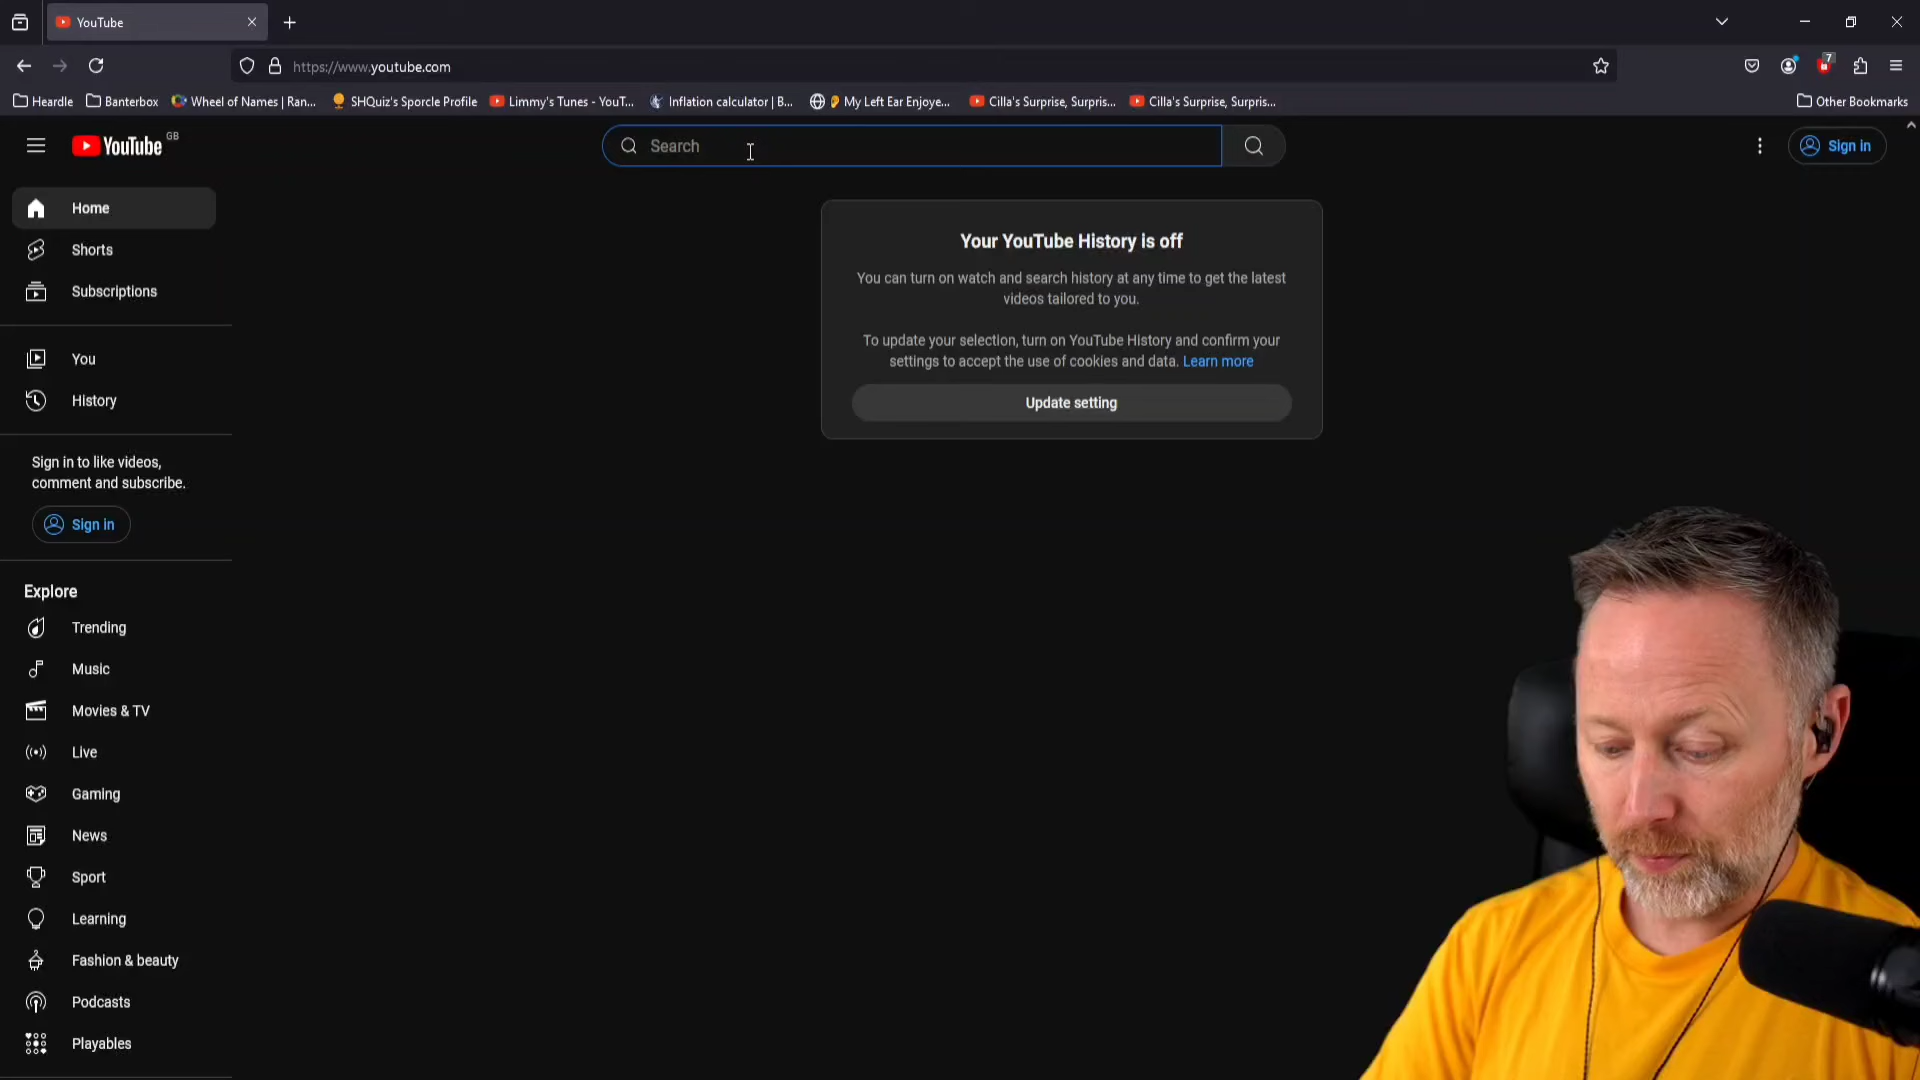 YouTube
https://www.youtube.com
7
Heardle
Banterbox
Wheel of Names | Ran...
SHQuiz's Sporcle Profile
Limmy's Tunes - YouT...
Inflation calculator | B...
My Left Ear Enjoye...
Cilla's Surprise, Surpris...
Cilla's Surprise, Surpris...
Other Bookmarks
YouTube GB
Search
Sign in
Home
Shorts
Subscriptions
You
History
Sign in to like videos,
comment and subscribe.
Sign in
Explore
Trending
Music
Movies & TV
Live
Gaming
News
Sport
Learning
Fashion & beauty
Podcasts
Playables
Your YouTube History is off
You can turn on watch and search history at any time to get the latest
videos tailored to you.
To update your selection, turn on YouTube History and confirm your
settings to accept the use of cookies and data. Learn more
Update setting